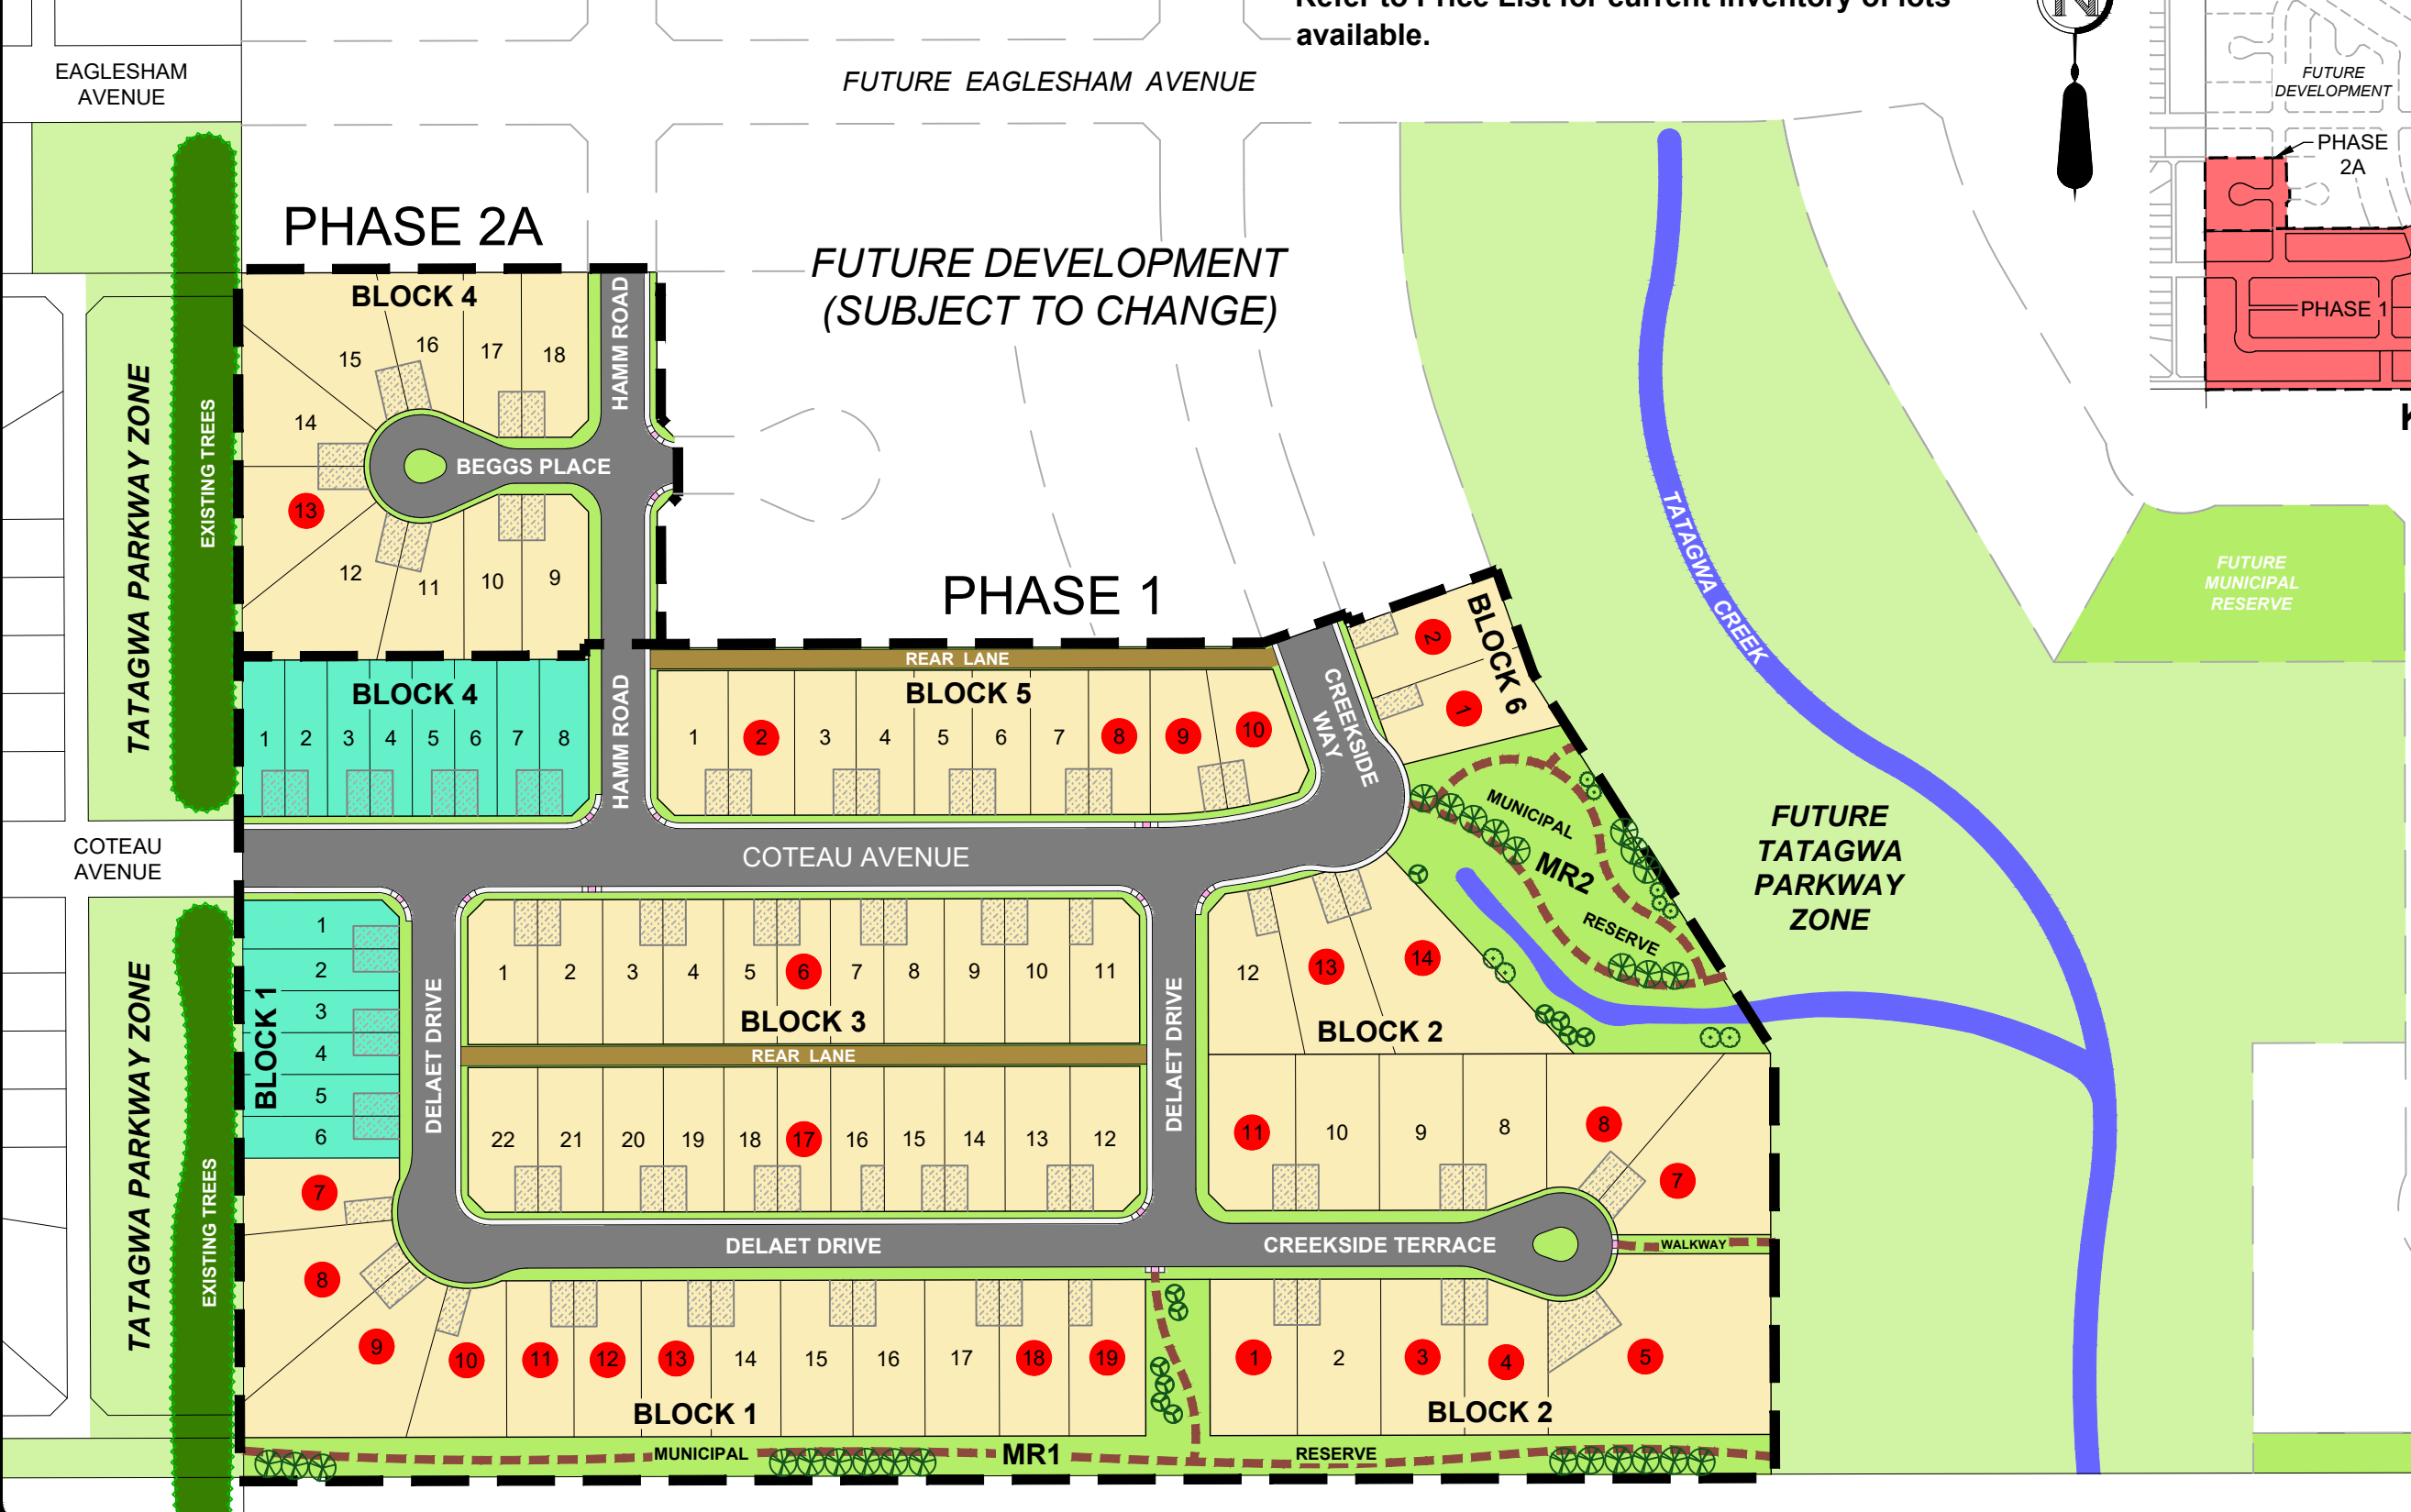 Refer to Price List for current inventory of lots
available.
N
EAGLESHAM
AVENUE
FUTURE EAGLESHAM AVENUE
FUTURE
DEVELOPMENT
PHASE
2A
PHASE 1
K
PHASE 2A
FUTURE DEVELOPMENT
(SUBJECT TO CHANGE)
BLOCK 4
15
16
17
18
14
13
12
11
10
9
HAMM ROAD
BEGGS PLACE
EXISTING TREES
TATAGWA PARKWAY ZONE
PHASE 1
TATAGWA CREEK
FUTURE
MUNICIPAL
RESERVE
BLOCK 4
1
2
3
4
5
6
7
8
HAMM ROAD
REAR LANE
BLOCK 5
1
2
3
4
5
6
7
8
9
10
CREEKSIDE
WAY
BLOCK 6
2
1
MUNICIPAL
MR2
RESERVE
FUTURE
TATAGWA
PARKWAY
ZONE
COTEAU
AVENUE
COTEAU AVENUE
BLOCK 1
1
2
3
4
5
6
7
8
9
DELAET DRIVE
1
2
3
4
5
6
7
8
9
10
11
BLOCK 3
REAR LANE
22
21
20
19
18
17
16
15
14
13
12
DELAET DRIVE
12
13
14
BLOCK 2
11
10
9
8
8
7
TATAGWA PARKWAY ZONE
EXISTING TREES
DELAET DRIVE
CREEKSIDE TERRACE
WALKWAY
10
11
12
13
14
15
16
17
18
19
BLOCK 1
1
2
3
4
5
BLOCK 2
MUNICIPAL
MR1
RESERVE